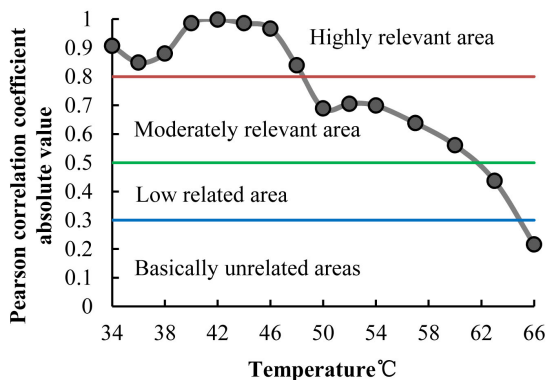 Pearson correlation coefficient
absolute value
1
0.9
0.8
0.7
0.6
0.5
0.4
0.3
0.2
0.1
0
Highly relevant area
Moderately relevant area
Low related area
Basically unrelated areas
34 38 42 46 50 54 58 62 66
Temperature℃